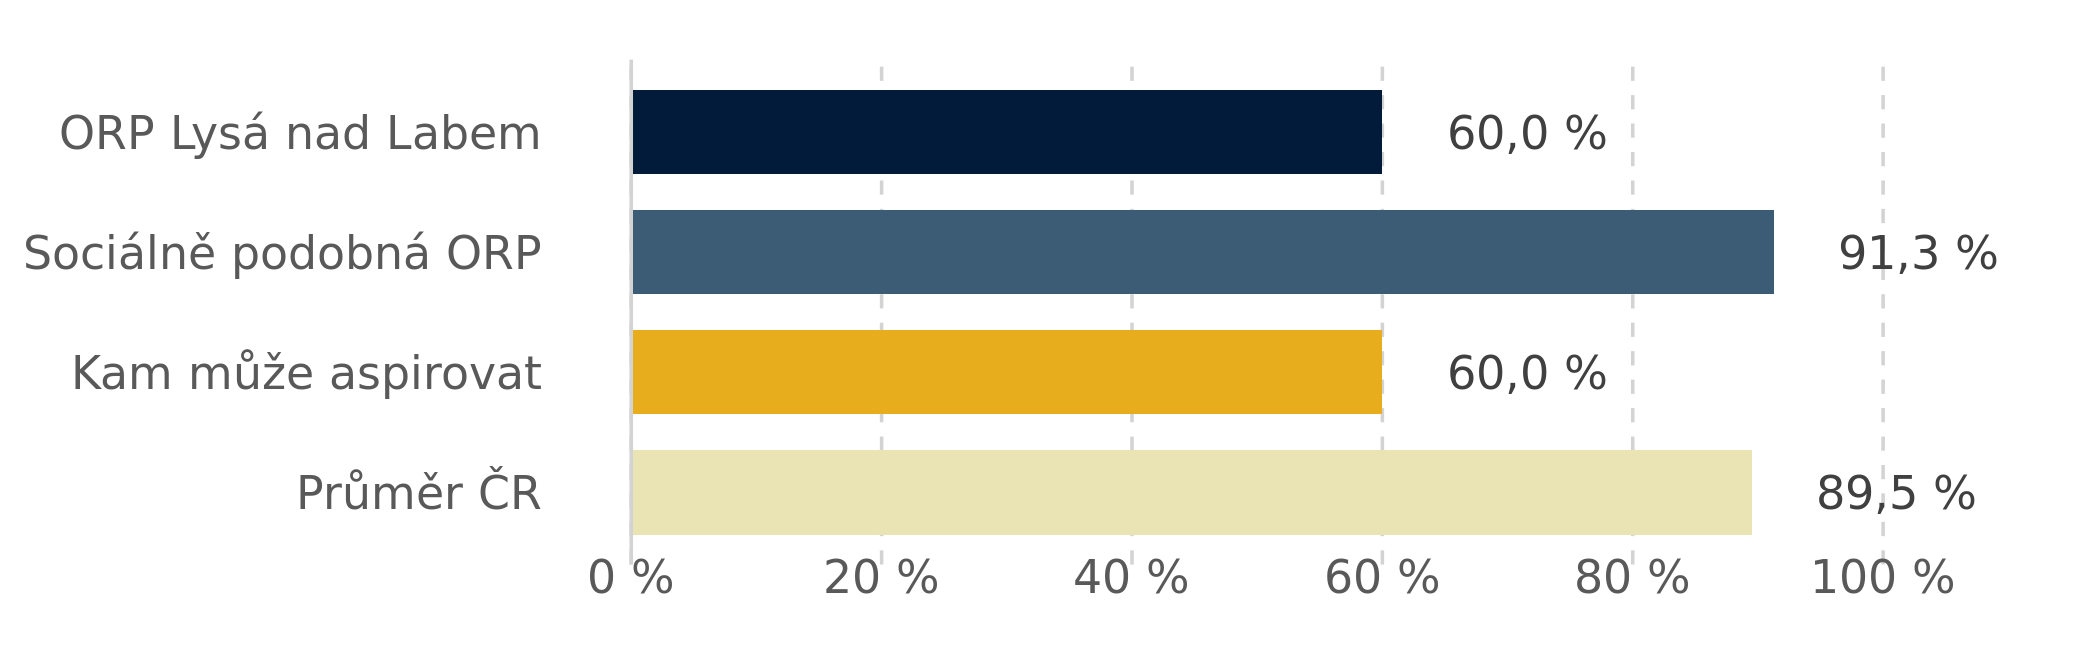 ORP Lysá nad Labem 60,0 %
Sociálně podobná ORP 91,3 %
Kam může aspirovat 60,0 %
Průměr ČR 89,5 %
0 % 20 % 40 % 60 % 80 % 100 %